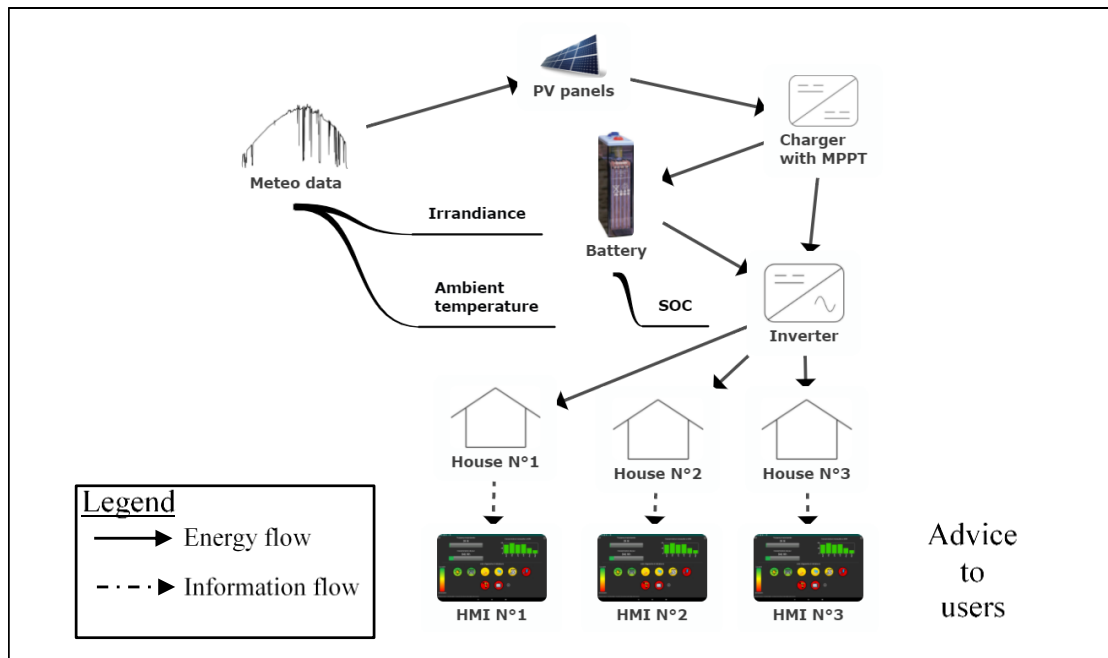 PV panels
Charger
with MPPT
Meteo data
Irrandiance
Battery
Ambient
temperature
SOC
Inverter
House N°1
House N°2
House N°3
Legend
Energy flow
Information flow
HMI N°1
HMI N°2
HMI N°3
Advice
to
users